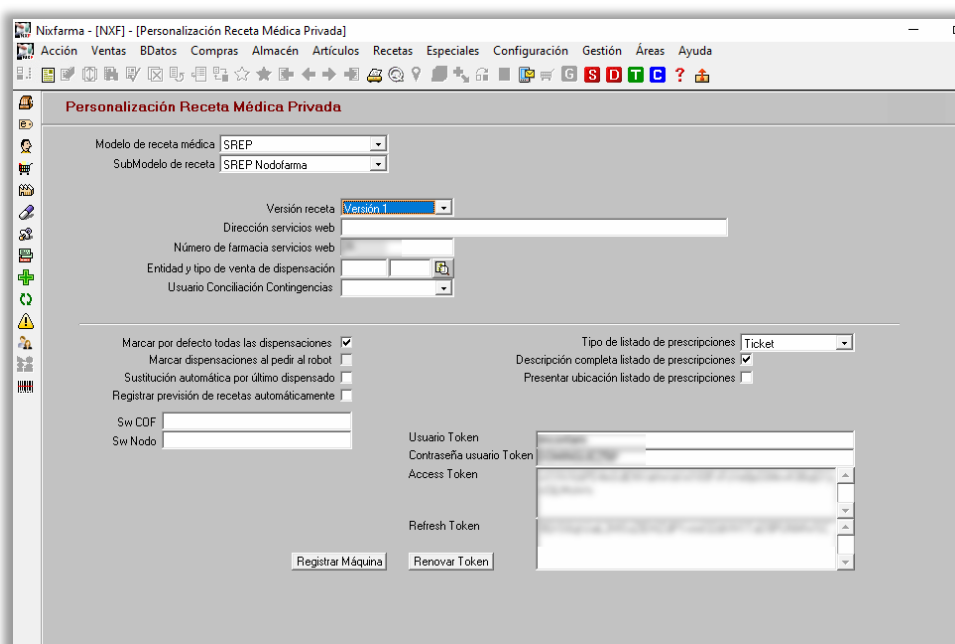 Nixfarma - [NXF] - [Personalización Receta Médica Privada]
Acción Ventas BDatos Compras Almacén Artículos Recetas Especiales Configuración Gestión Áreas Ayuda
G S D T C ?
Personalización Receta Médica Privada
Modelo de receta médica SREP
SubModelo de receta SREP Nodofarma
Versión receta Versión 1
Dirección servicios web
Número de farmacia servicios web
Entidad y tipo de venta de dispensación
Usuario Conciliación Contingencias
Marcar por defecto todas las dispensaciones Tipo de listado de prescripciones Ticket
Marcar dispensaciones al pedir al robot Descripción completa listado de prescripciones
Sustitución automática por último dispensado Presentar ubicación listado de prescripciones
Registrar previsión de recetas automáticamente
Sw COF
Sw Nodo Usuario Token
Contraseña usuario Token
Access Token
Refresh Token
Registrar Máquina Renovar Token